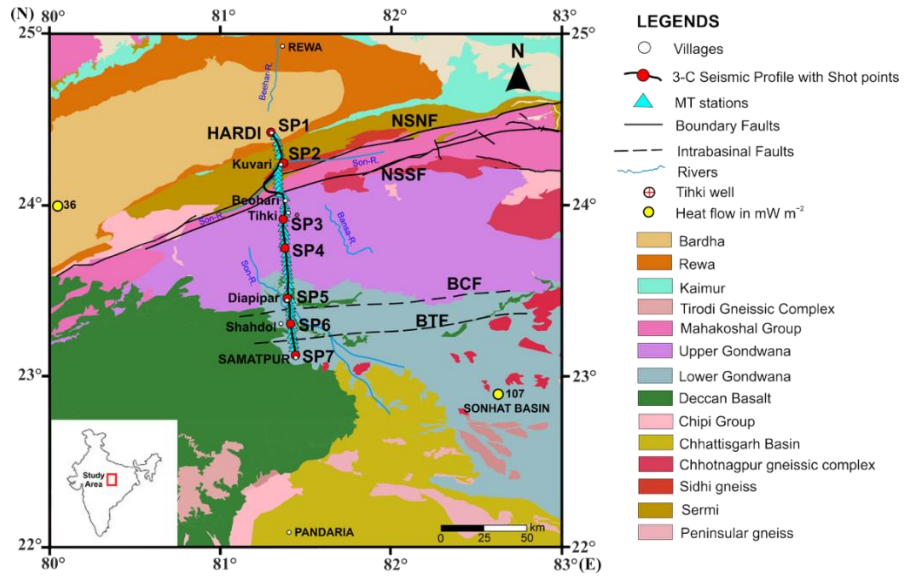 (N)
80°
81°
82°
83°
25°
25°
REWA
Beehar-R.
N
HARDI
SP1
NSNF
Kuvari
SP2
Son-R.
NSSF
24°
36
24°
Beohari
Tihki
SP3
Son-R.
Bansa-R.
SP4
Son-R.
BCF
Diapipar
SP5
Shahdol
SP6
BTF
SAMATPUR
SP7
23°
23°
107
SONHAT BASIN
Study
Area
PANDARIA
km
0 25 50
22°
22°
80°
81°
82°
83°
(E)
LEGENDS
Villages
3-C Seismic Profile with Shot points
MT stations
Boundary Faults
Intrabasinal Faults
Rivers
Tihki well
Heat flow in mW m⁻²
Bardha
Rewa
Kaimur
Tirodi Gneissic Complex
Mahakoshal Group
Upper Gondwana
Lower Gondwana
Deccan Basalt
Chipi Group
Chhattisgarh Basin
Chhotnagpur gneissic complex
Sidhi gneiss
Sermi
Peninsular gneiss